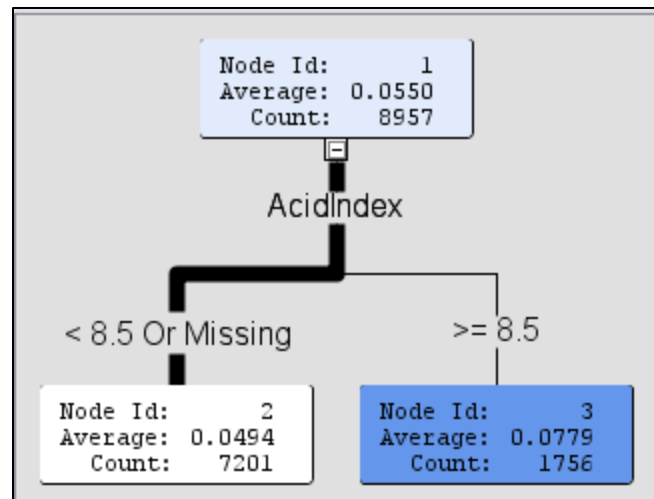 Node Id: 1
Average: 0.0550
Count: 8957
AcidIndex
< 8.5 Or Missing
>= 8.5
Node Id: 2
Average: 0.0494
Count: 7201
Node Id: 3
Average: 0.0779
Count: 1756